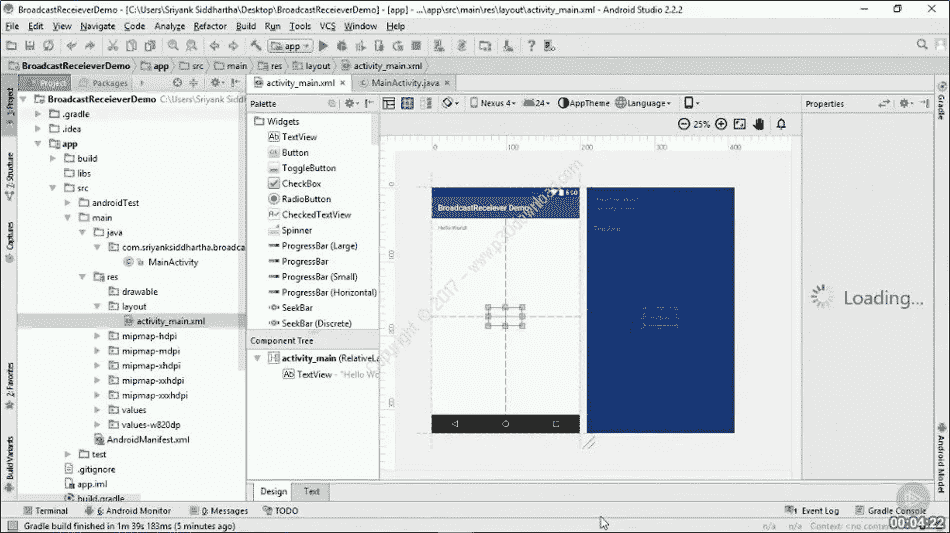 BroadcastReceieverDemo - [C:\Users\Sriyank Siddhartha\Desktop\BroadcastReceieverDemo] - [app] - ...\app\src\main\res\layout\activity_main.xml - Android Studio 2.2.2
File Edit View Navigate Code Analyze Refactor Build Run Tools VCS Window Help
app
BroadcastReceieverDemo app src main res layout activity_main.xml
Project Packages activity_main.xml MainActivity.java
BroadcastReceieverDemo C:\Users\Sriyank Sid
.gradle
.idea
app
build
libs
src
androidTest
main
java
com.sriyanksiddhartha.broadca
MainActivity
res
drawable
layout
activity_main.xml
mipmap-hdpi
mipmap-mdpi
mipmap-xhdpi
mipmap-xxhdpi
mipmap-xxxhdpi
values
values-w820dp
AndroidManifest.xml
test
.gitignore
app.iml
build.gradle
1: Project
7: Structure
Captures
2: Favorites
Build Variants
Palette
Widgets
TextView
Button
ToggleButton
CheckBox
RadioButton
CheckedTextView
Spinner
ProgressBar (Large)
ProgressBar
ProgressBar (Small)
ProgressBar (Horizontal)
SeekBar
SeekBar (Discrete)
Component Tree
activity_main (RelativeLa
TextView - "Hello Wo
Nexus 4 24 AppTheme Language
25%
0 100 200 300 400
6:00
BroadcastReceiever Demo
Hello World!
Copyright © 2017 - www.p30download.com
Design Text
Properties
Loading...
Gradle
Android Model
Terminal 6: Android Monitor 0: Messages TODO Event Log Gradle Console
Gradle build finished in 1m 39s 183ms (5 minutes ago) n/a n/a Context: <no context>
00:04:22